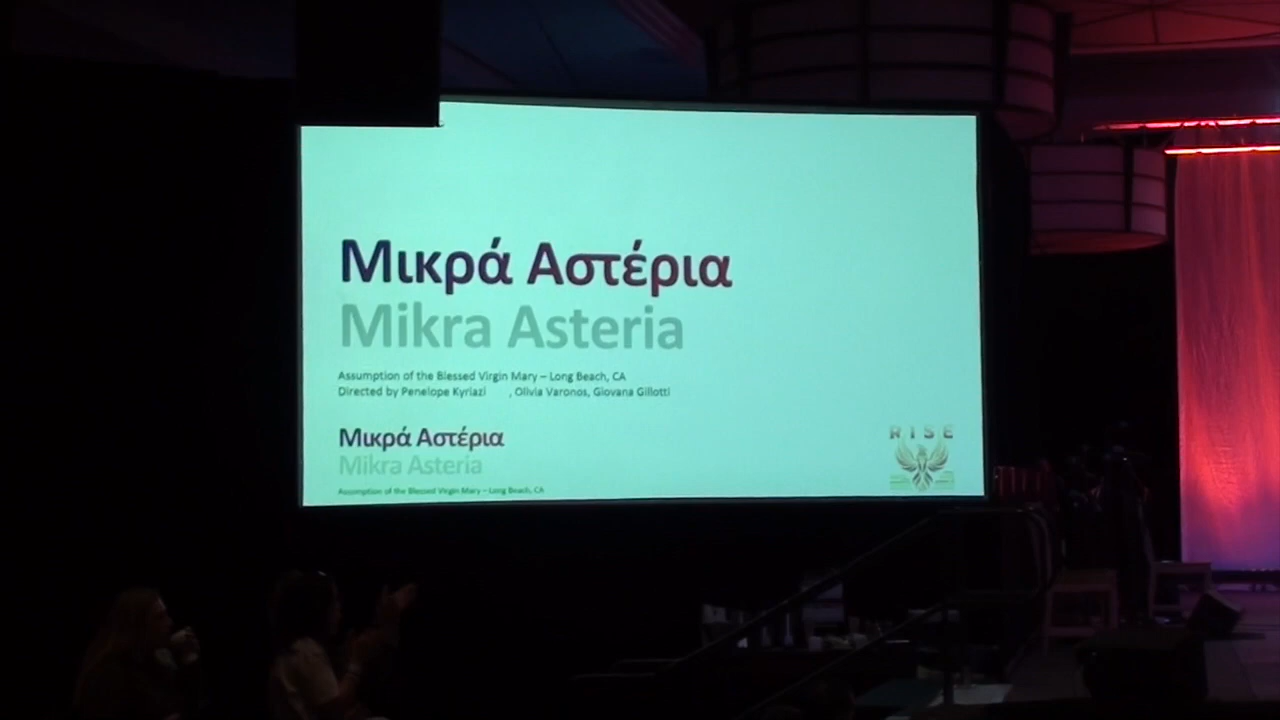 Μικρά Αστέρια
Mikra Asteria
Assumption of the Blessed Virgin Mary – Long Beach, CA
Directed by Penelope Kyriazi , Olivia Varonos, Giovana Gillotti
Μικρά Αστέρια
Mikra Asteria
Assumption of the Blessed Virgin Mary – Long Beach, CA
RISE